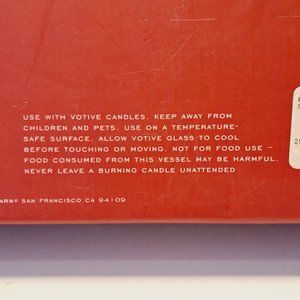 USE WITH VOTIVE CANDLES. KEEP AWAY FROM
CHILDREN AND PETS. USE ON A TEMPERATURE-
SAFE SURFACE. ALLOW VOTIVE GLASS TO COOL
BEFORE TOUCHING OR MOVING. NOT FOR FOOD USE –
FOOD CONSUMED FROM THIS VESSEL MAY BE HARMFUL.
NEVER LEAVE A BURNING CANDLE UNATTENDED
ARN® SAN FRANCISCO CA 94109